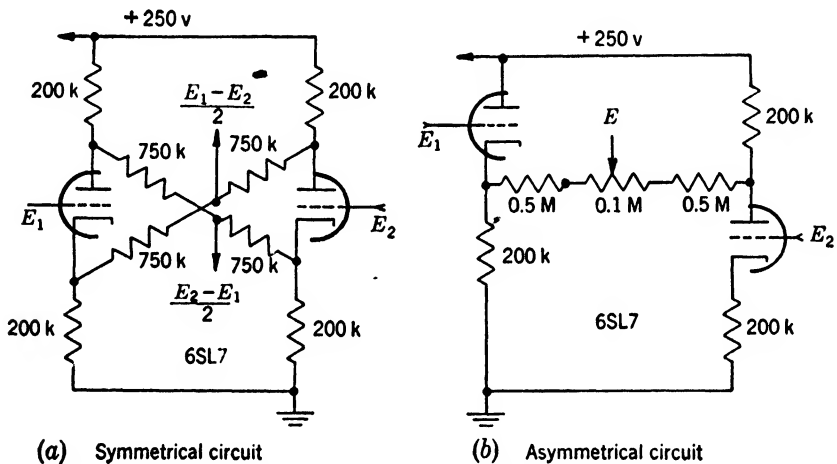 + 250 v
200 k
200 k
E₁ − E₂
2
750 k
750 k
E₁
E₂
750 k
750 k
E₂ − E₁
2
200 k
200 k
6SL7
(a) Symmetrical circuit
+ 250 v
E₁
E
200 k
0.5 M
0.1 M
0.5 M
E₂
200 k
200 k
6SL7
(b) Asymmetrical circuit